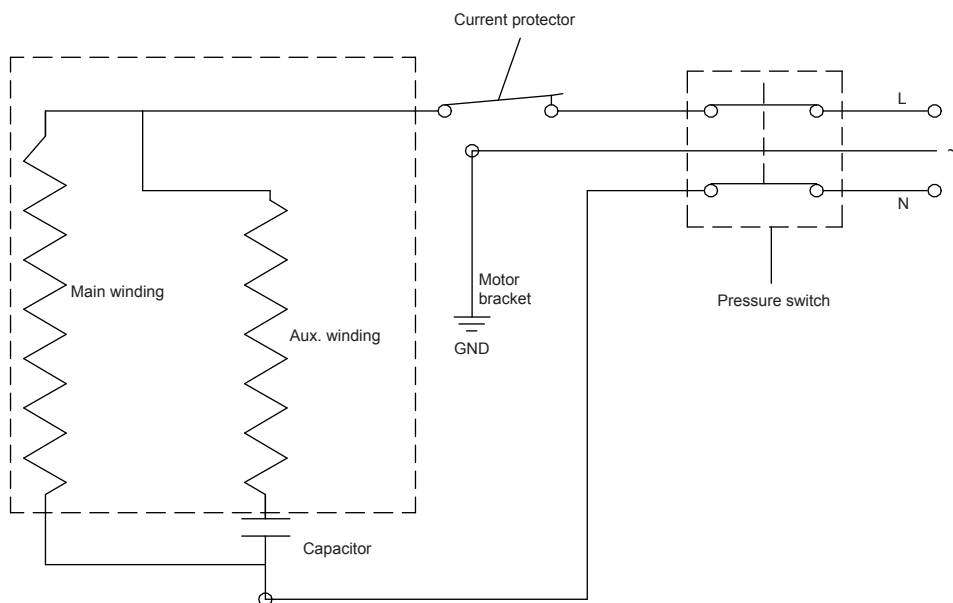 Current protector
L
~
N
Main winding
Motor
bracket
Pressure switch
Aux. winding
GND
Capacitor